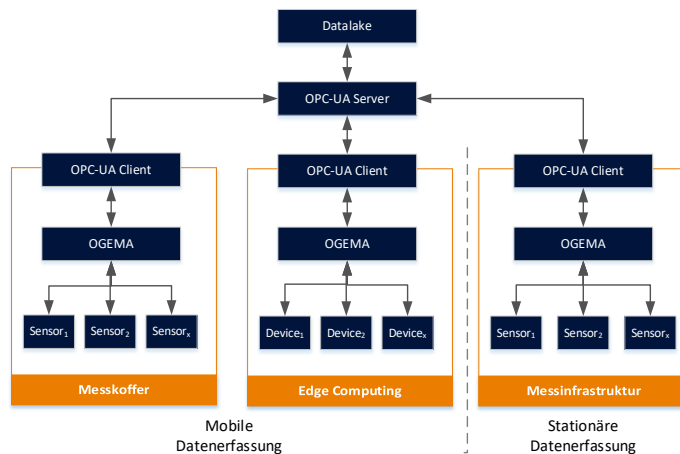 Datalake
OPC-UA Server
OPC-UA Client
OPC-UA Client
OPC-UA Client
OGEMA
OGEMA
OGEMA
Sensor₁
Sensor₂
Sensorₓ
Device₁
Device₂
Deviceₓ
Sensor₁
Sensor₂
Sensorₓ
Messkoffer
Edge Computing
Messinfrastruktur
Mobile
Datenerfassung
Stationäre
Datenerfassung